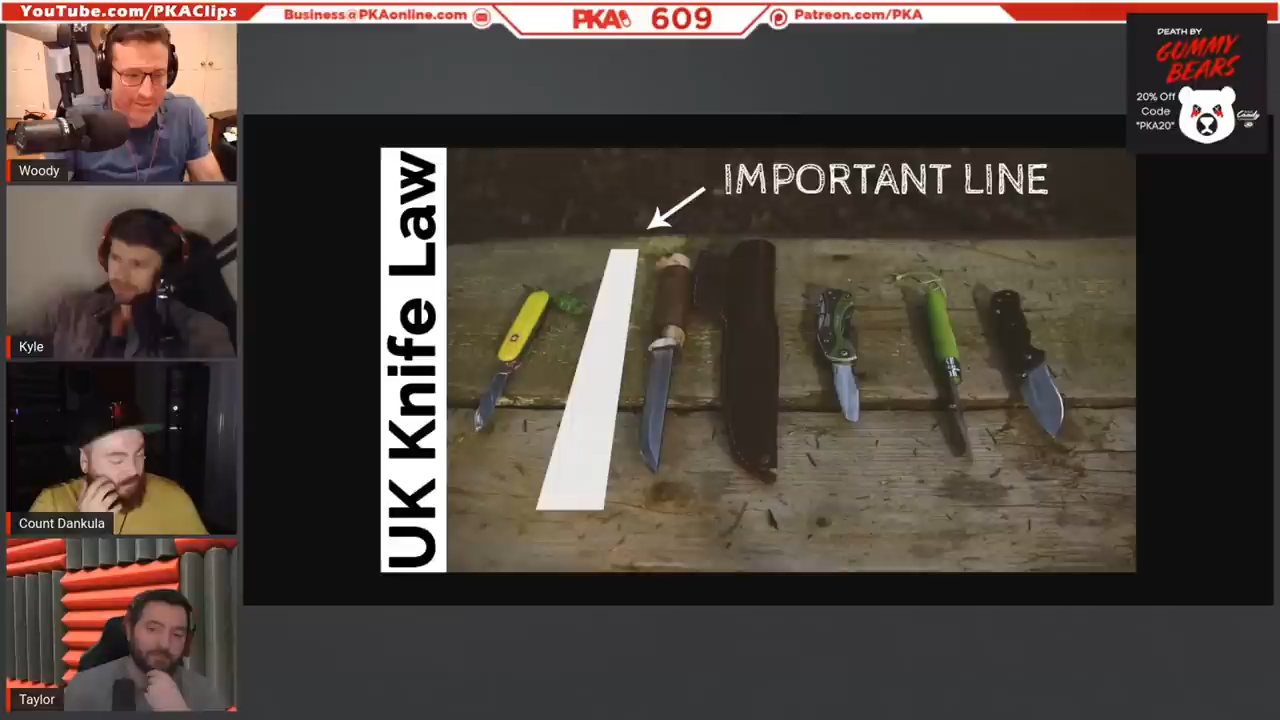 YouTube.com/PKAClips
Business@PKAonline.com
PKA 609
Patreon.com/PKA
DEATH BY
GUMMY
BEARS
20% Off
Code
"PKA20"
Woody
Kyle
Count Dankula
Taylor
UK Knife Law
IMPORTANT LINE